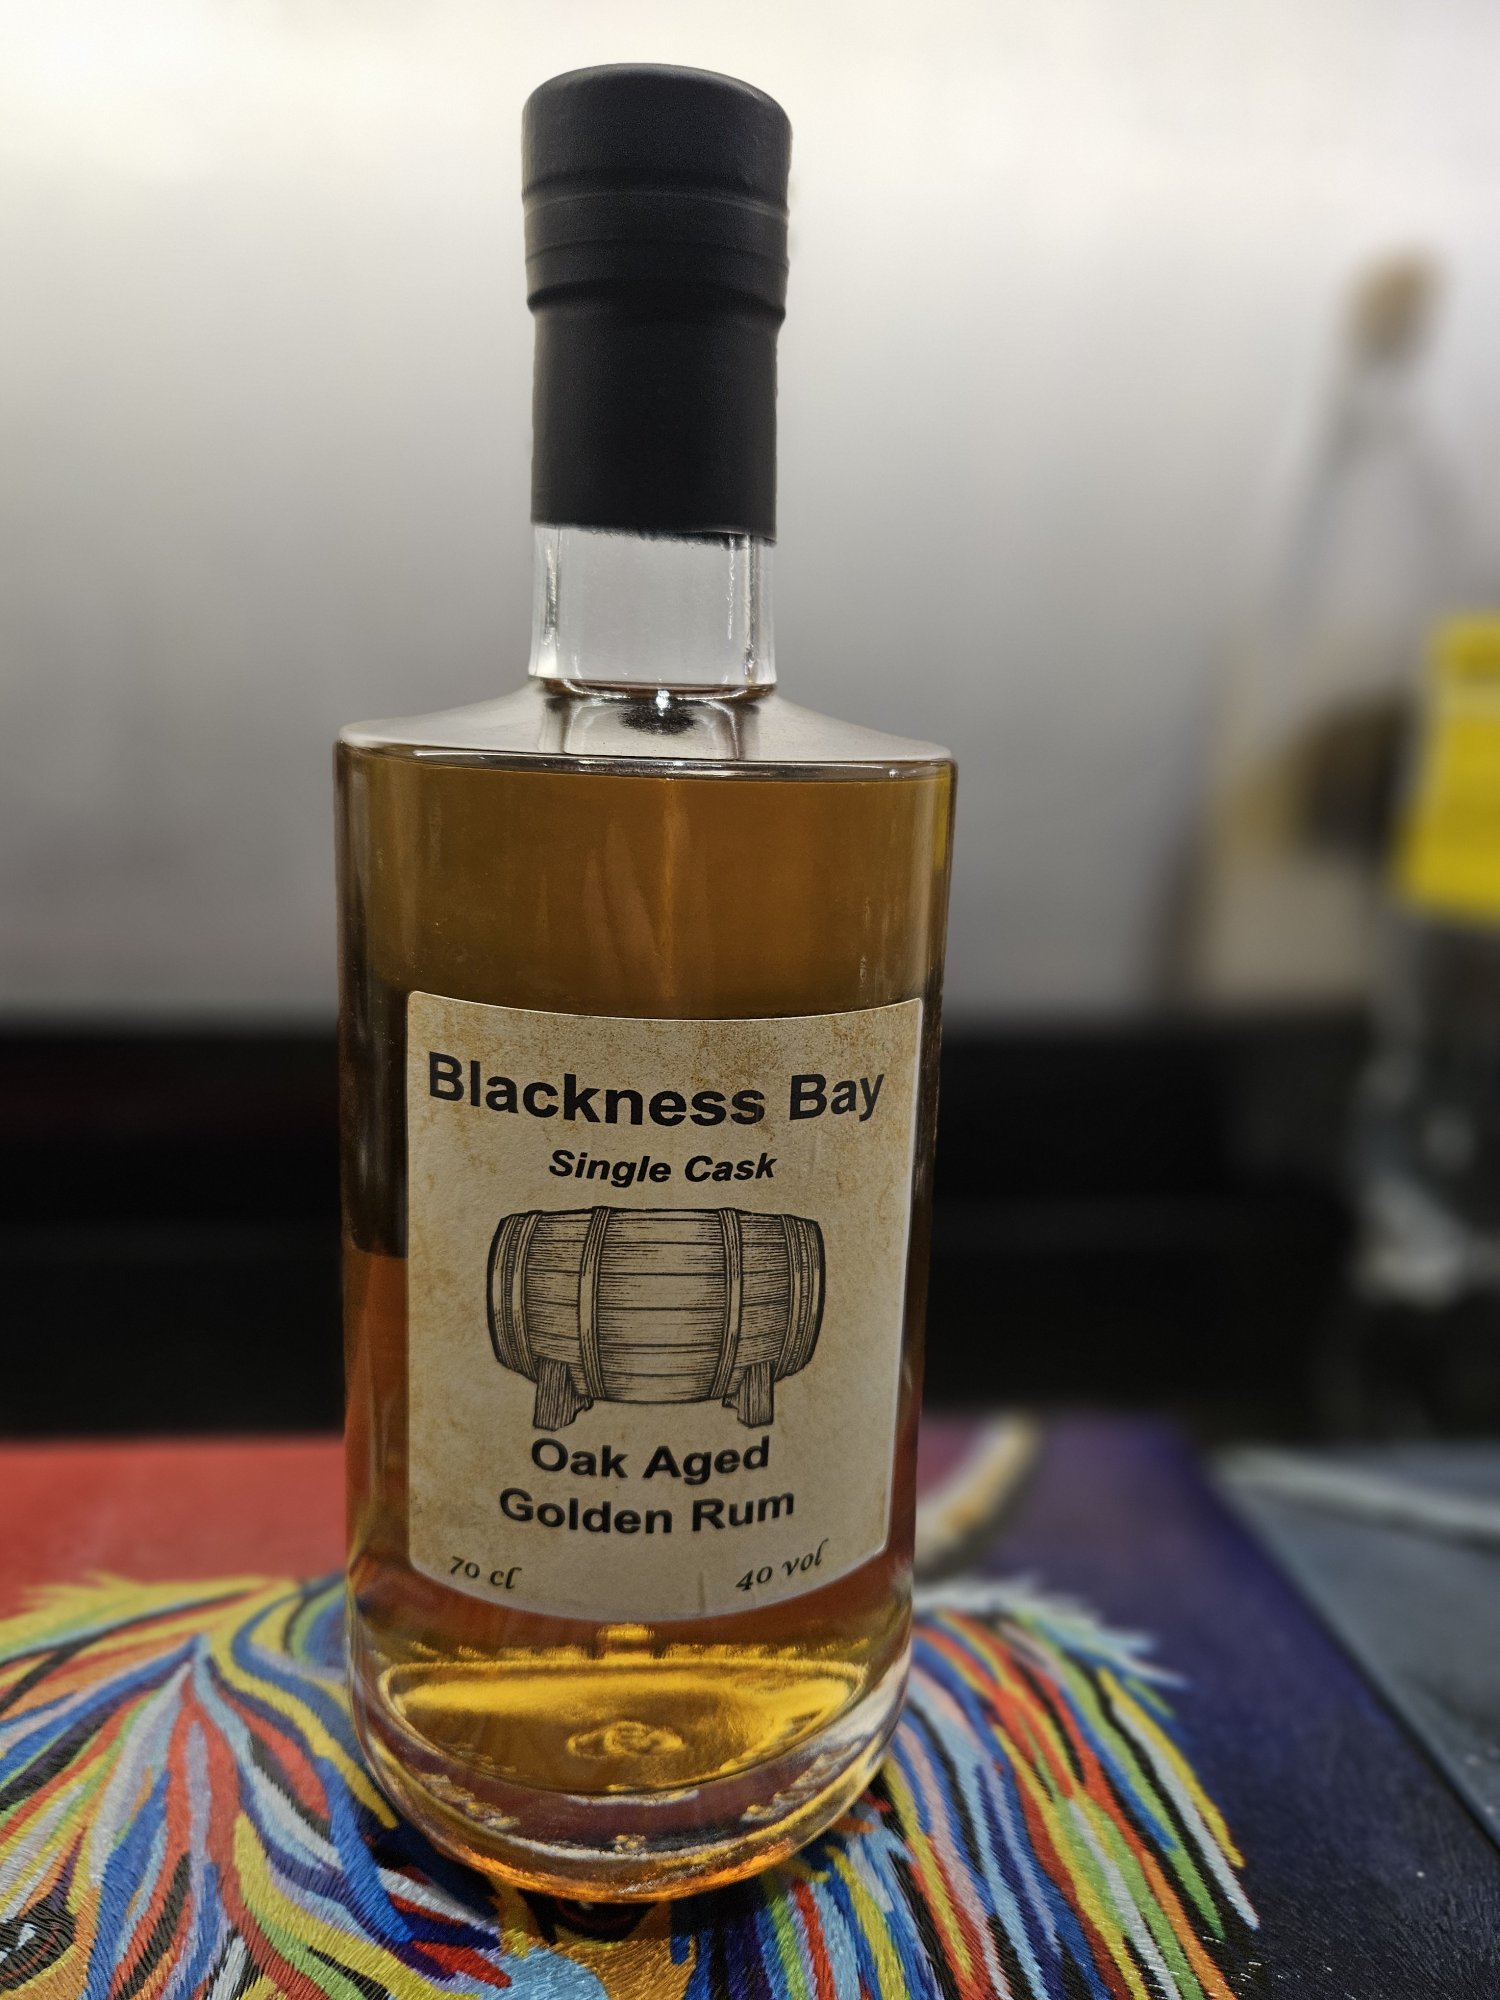 Blackness Bay
Single Cask
Oak Aged
Golden Rum
70 cl
40 vol